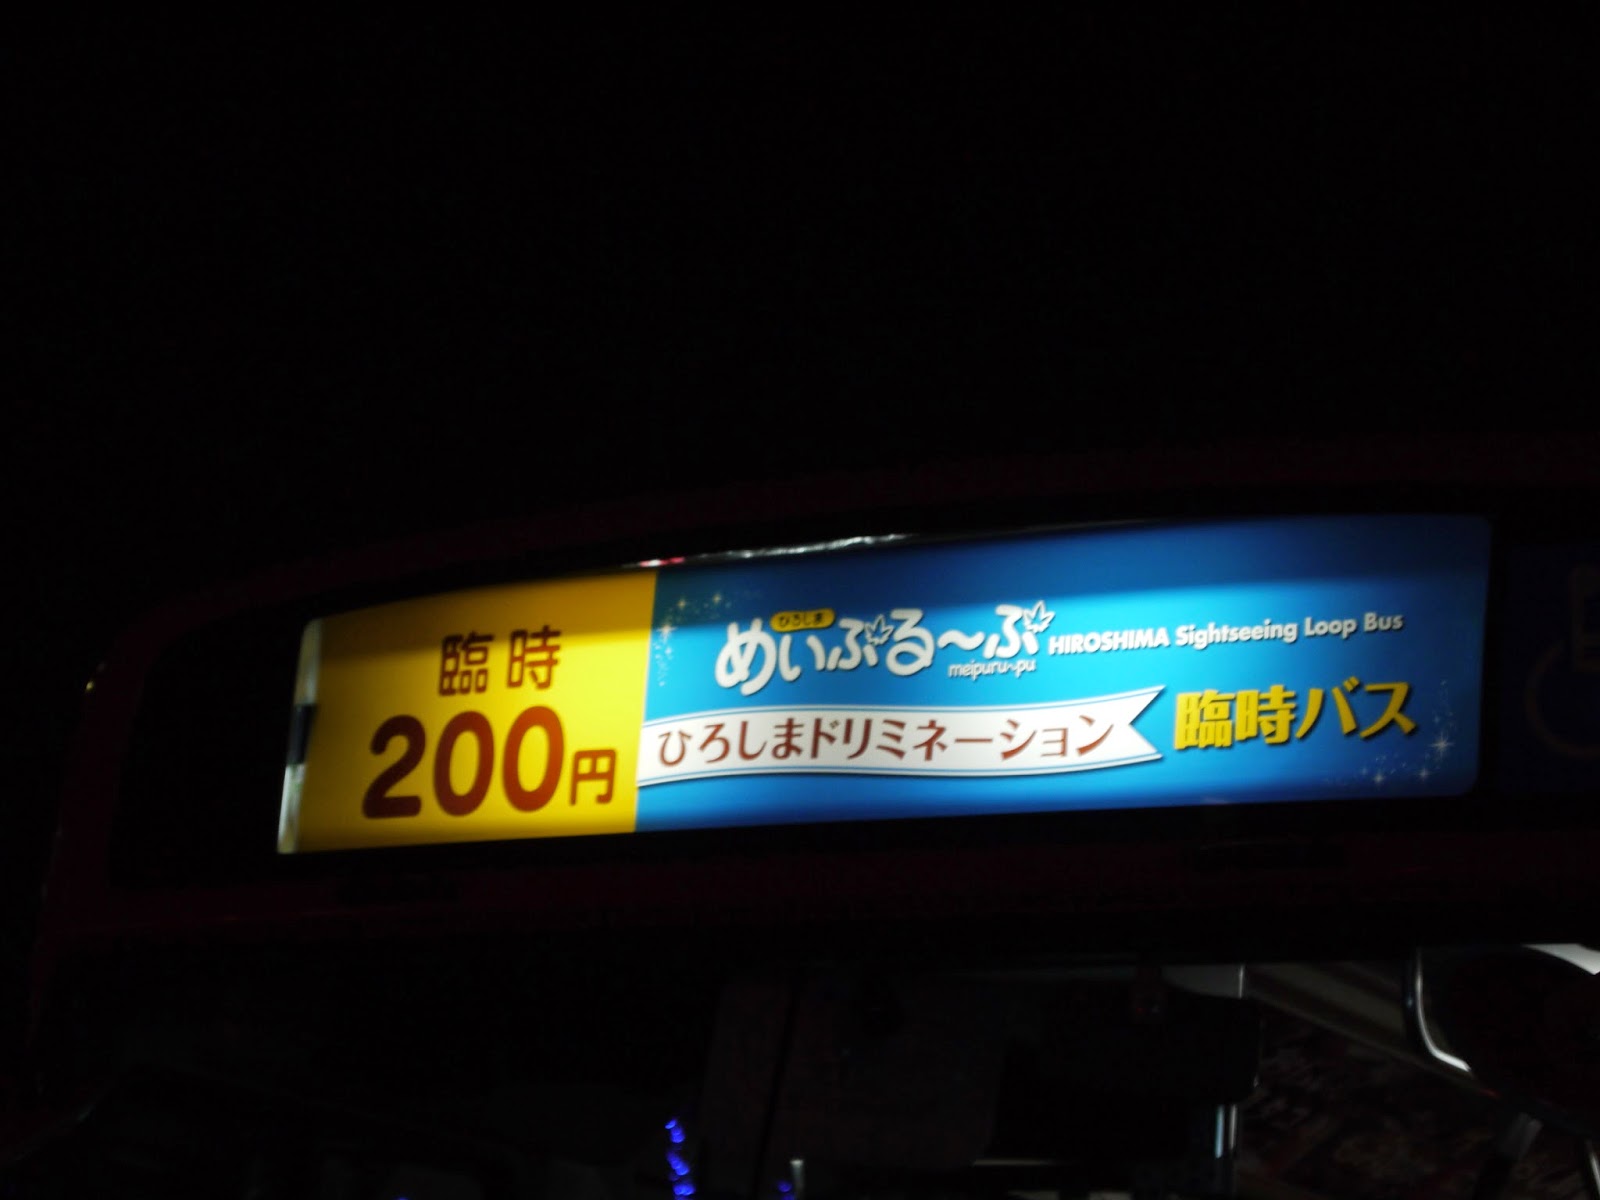 臨時
200円
ひろしま
めいぷる～ぷ
meipuru~pu
HIROSHIMA Sightseeing Loop Bus
ひろしまドリミネーション
臨時バス